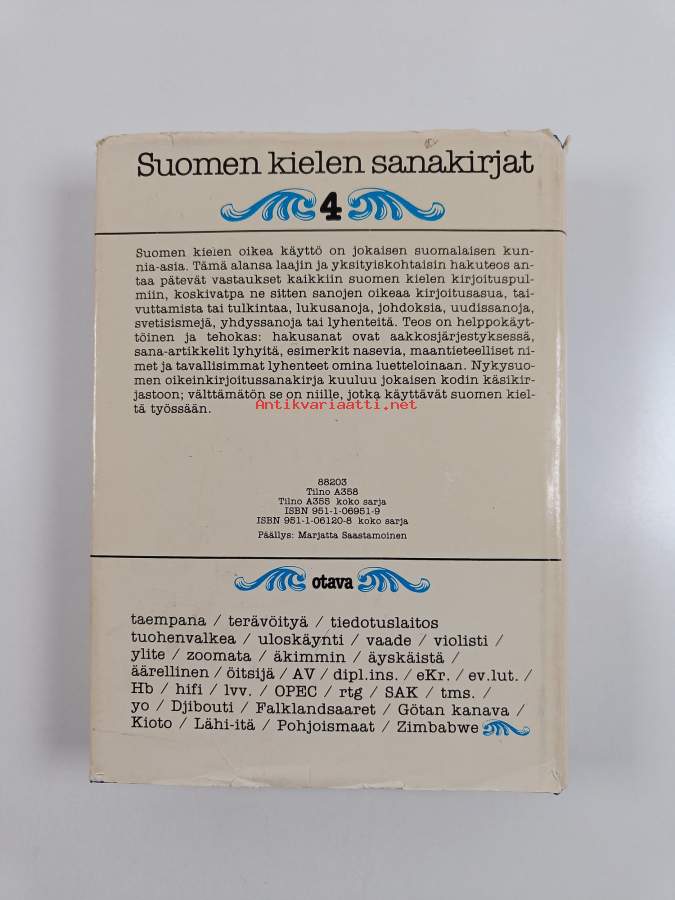 Suomen kielen sanakirjat
4
Suomen kielen oikea käyttö on jokaisen suomalaisen kun-
nia-asia. Tämä alansa laajin ja yksityiskohtaisin hakuteos an-
taa pätevät vastaukset kaikkiin suomen kielen kirjoituspul-
miin, koskivatpa ne sitten sanojen oikeaa kirjoitusasua, tai-
vuttamista tai tulkintaa, lukusanoja, johdoksia, uudissanoja,
svetisismejä, yhdyssanoja tai lyhenteitä. Teos on helppokäyt-
töinen ja tehokas: hakusanat ovat aakkosjärjestyksessä,
sana-artikkelit lyhyitä, esimerkit nasevia, maantieteelliset ni-
met ja tavallisimmat lyhenteet omina luetteloinaan. Nykysuo-
men oikeinkirjoitussanakirja kuuluu jokaisen kodin käsikir-
jastoon; välttämätön se on niille, jotka käyttävät suomen kiel-
tä työssään.
Antikvariaatti.net
88203
Tilno A358
Tilno A355 koko sarja
ISBN 951-1-06951-9
ISBN 951-1-06120-8 koko sarja
Päällys: Marjatta Saastamoinen
otava
taempana / terävöityä / tiedotuslaitos
tuohenvalkea / uloskäynti / vaade / violisti /
ylite / zoomata / äkimmin / äyskäistä /
äärellinen / öitsijä / AV / dipl.ins. / eKr. / ev.lut. /
Hb / hifi / lvv. / OPEC / rtg / SAK / tms. /
yo / Djibouti / Falklandsaaret / Götan kanava /
Kioto / Lähi-itä / Pohjoismaat / Zimbabwe